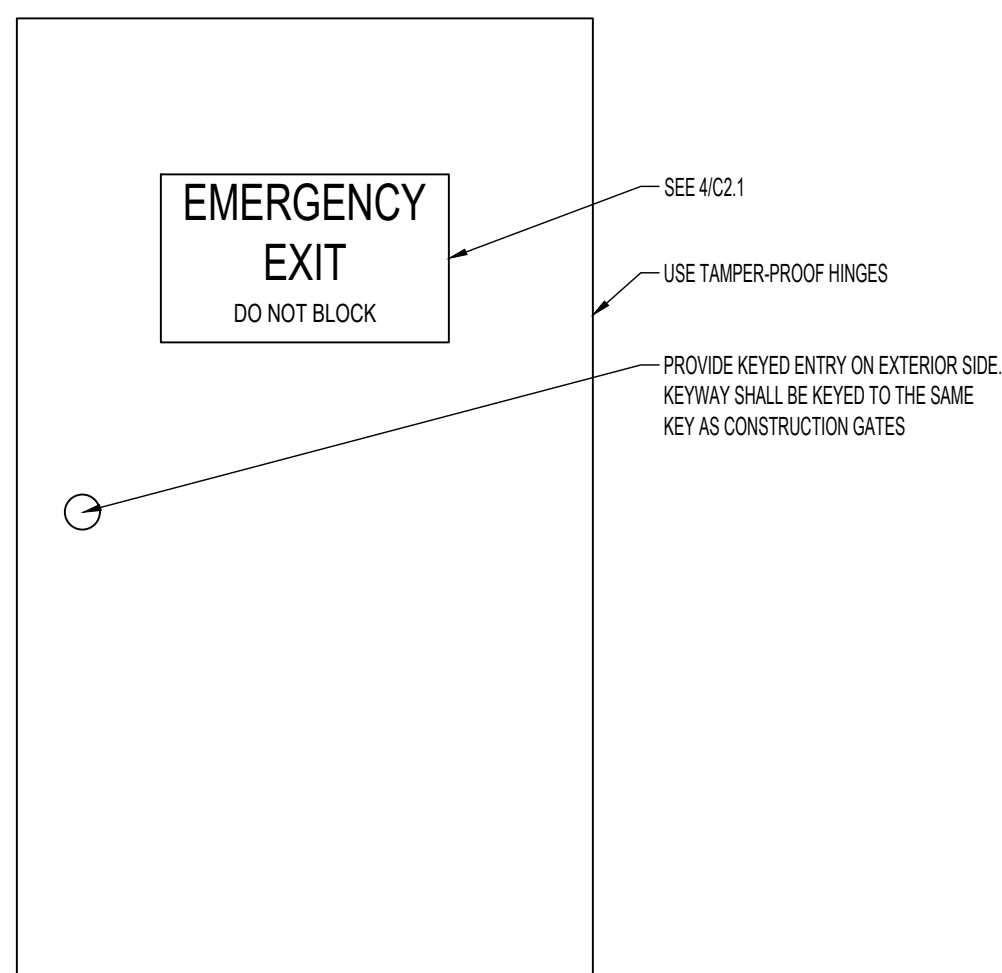 EMERGENCY
EXIT
DO NOT BLOCK
SEE 4/C2.1
USE TAMPER-PROOF HINGES
PROVIDE KEYED ENTRY ON EXTERIOR SIDE.
KEYWAY SHALL BE KEYED TO THE SAME
KEY AS CONSTRUCTION GATES